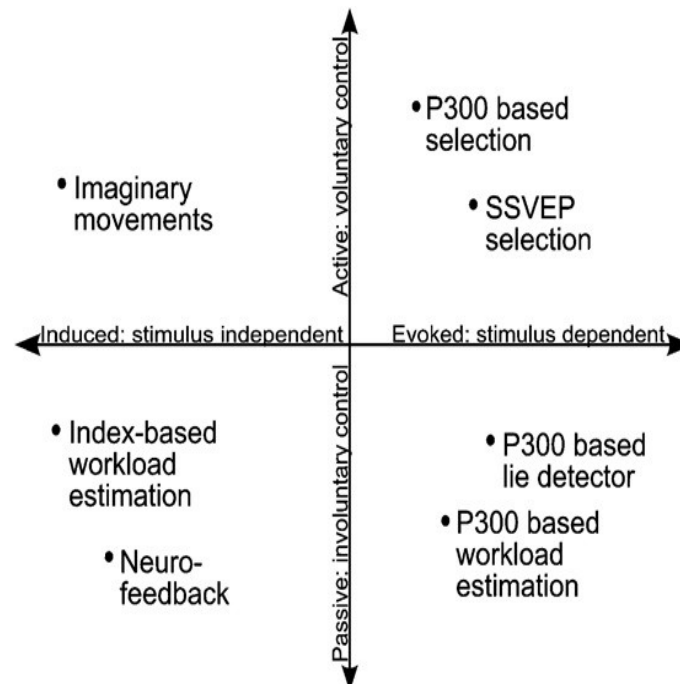 P300 based
selection
Imaginary
movements
SSVEP
selection
Active: voluntary control
Induced: stimulus independent
Evoked: stimulus dependent
Index-based
workload
estimation
P300 based
lie detector
P300 based
workload
estimation
Neuro-
feedback
Passive: involuntary control